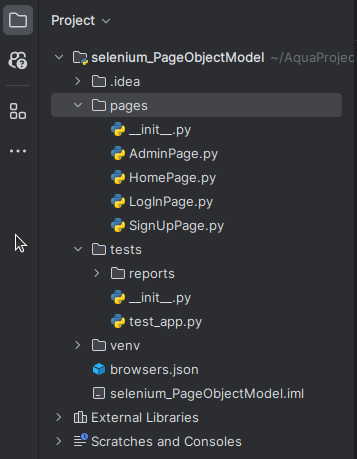 Project
selenium_PageObjectModel ~/AquaProjec
.idea
pages
__init__.py
AdminPage.py
HomePage.py
LogInPage.py
SignUpPage.py
tests
reports
__init__.py
test_app.py
venv
browsers.json
selenium_PageObjectModel.iml
External Libraries
Scratches and Consoles